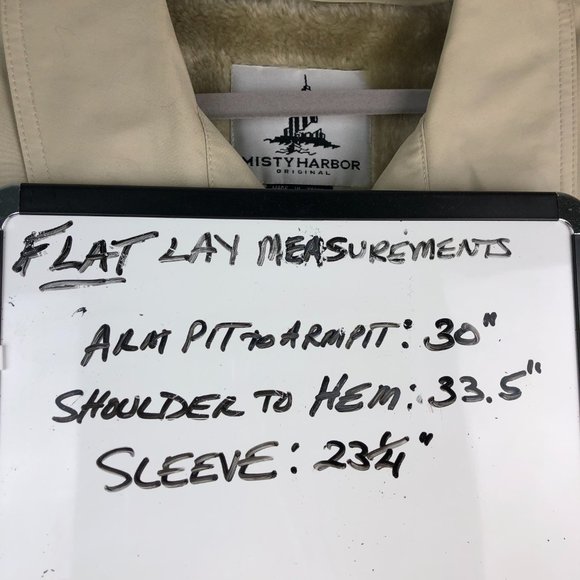 MISTY HARBOR
ORIGINAL
FLAT LAY MEASUREMENTS
ARM PIT TO ARMPIT: 30"
SHOULDER TO HEM: 33.5"
SLEEVE: 23¼"